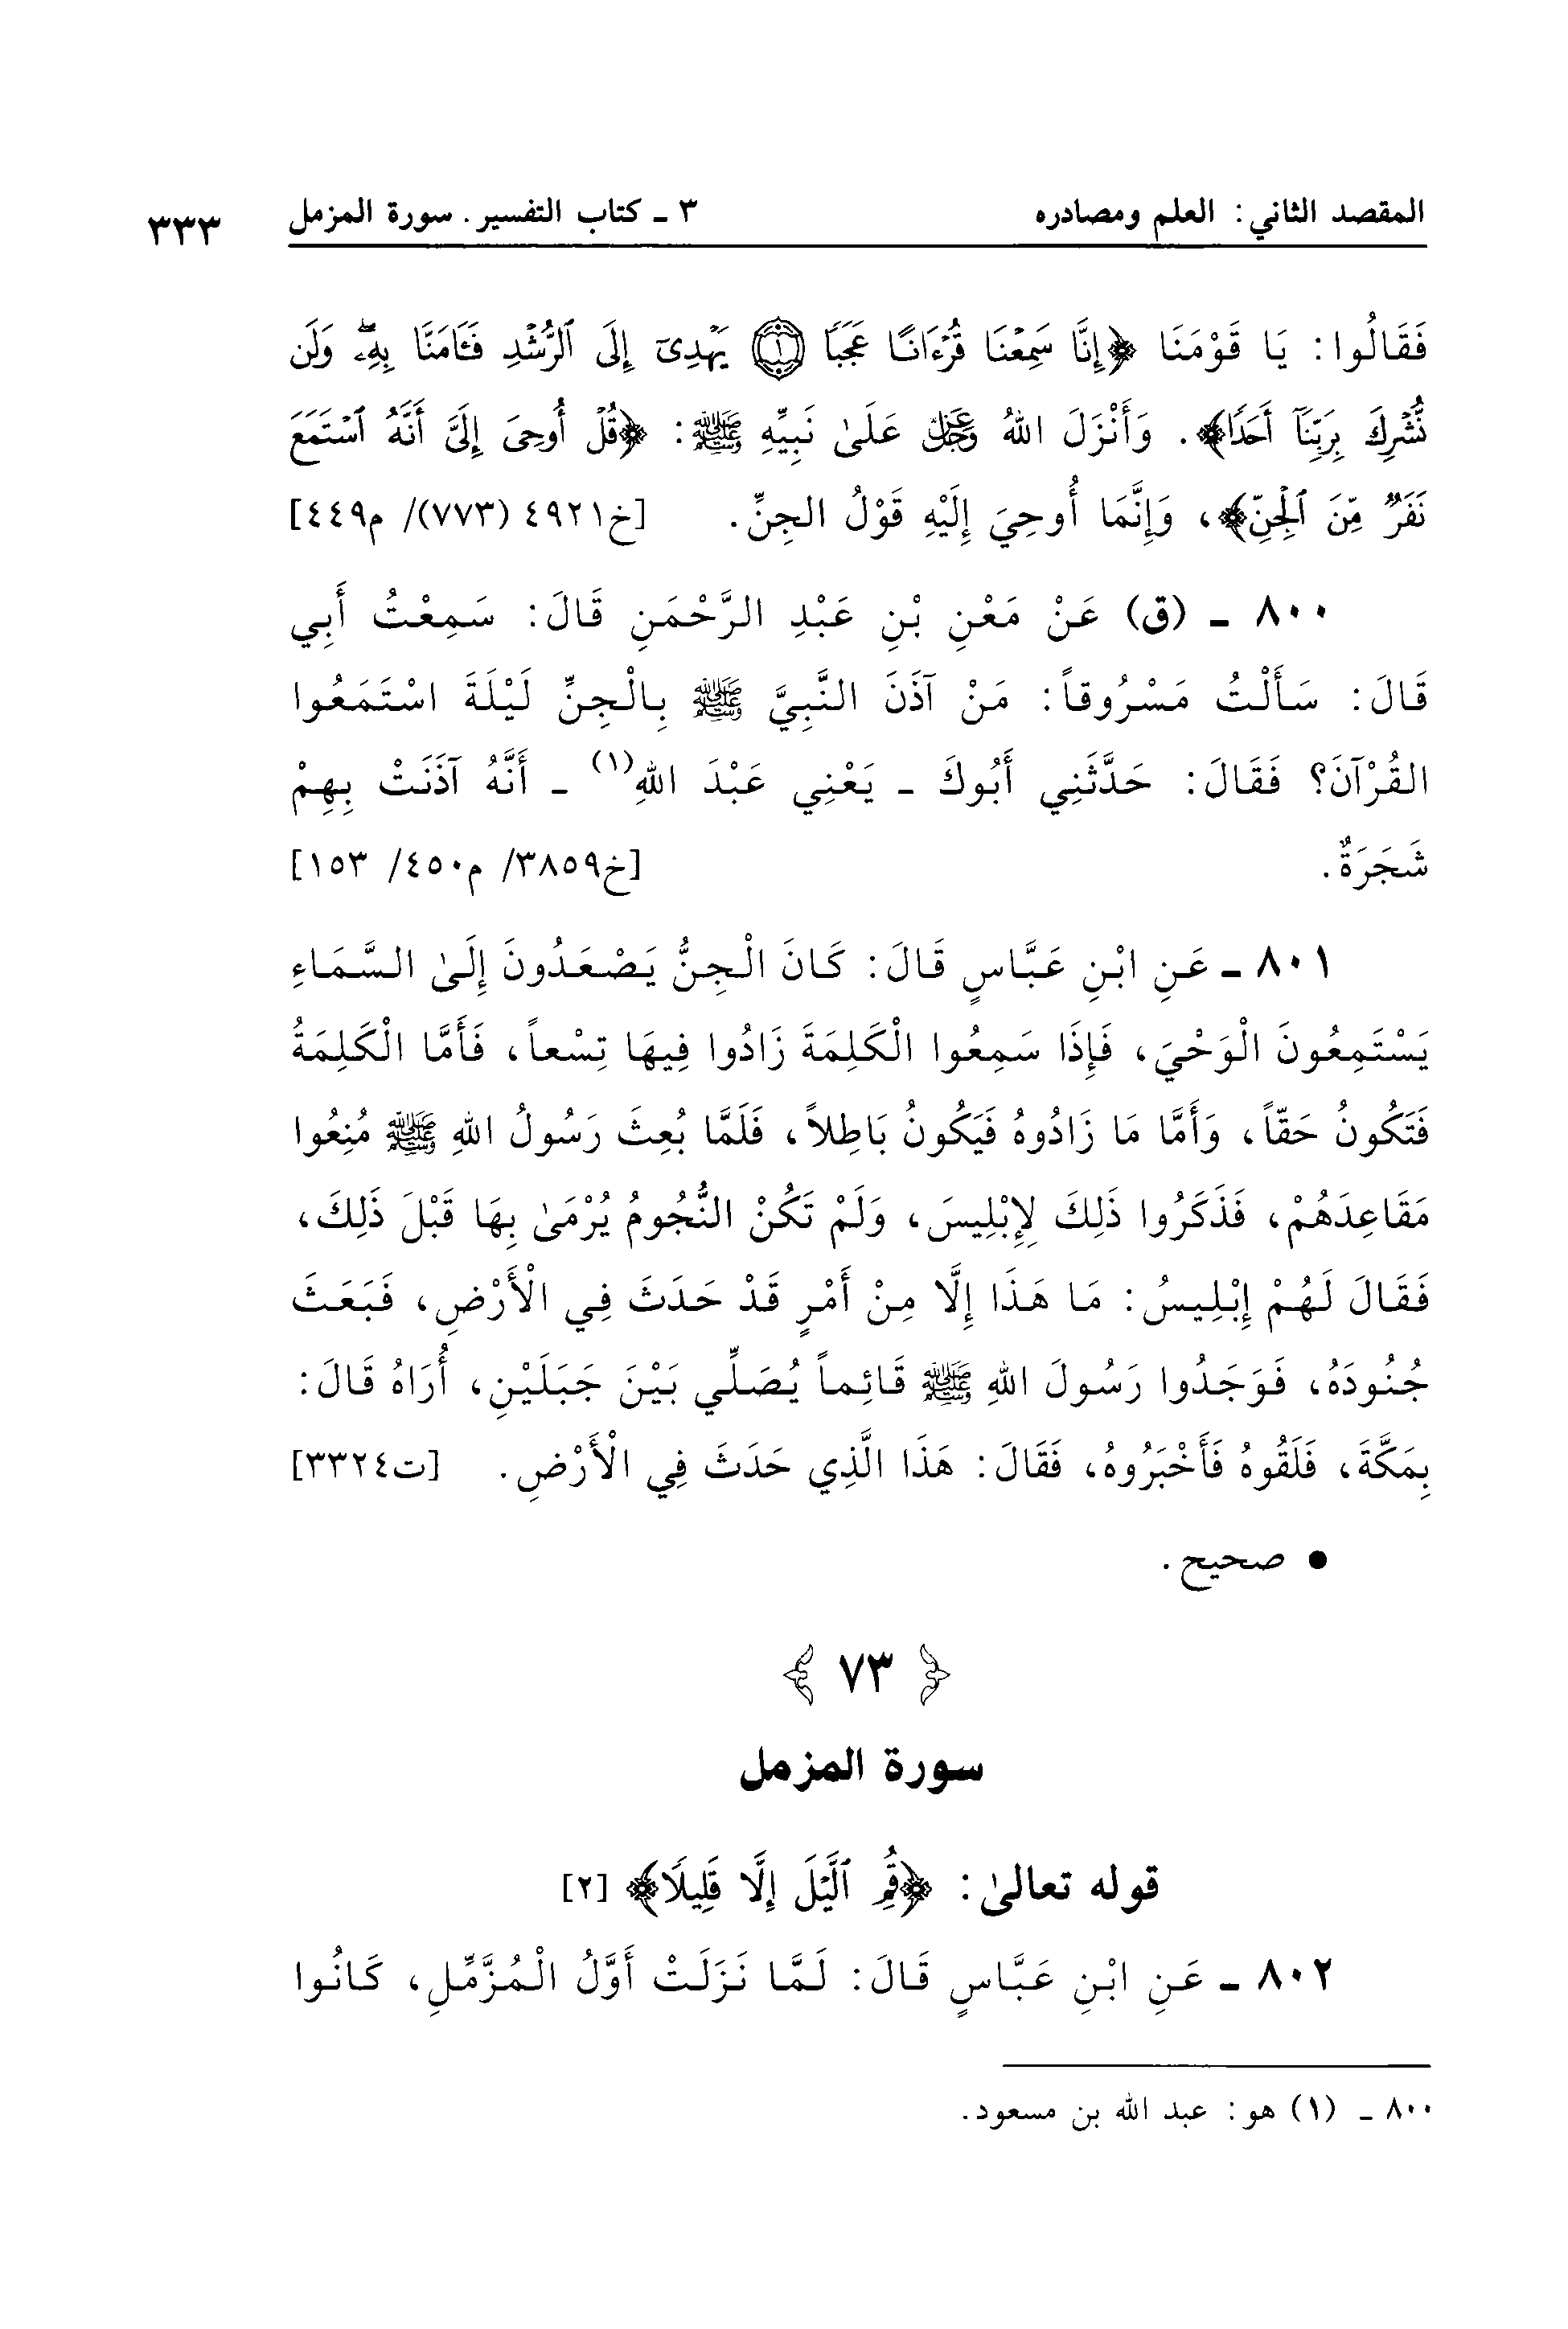 المقصد الثاني: العلم ومصادره ٣ ـ كتاب التفسير. سورة المزمل ٣٣٣
فَقَالُوا: يَا قَوْمَنَا ﴿إِنَّا سَمِعْنَا قُرْءَانًا عَجَبًا ۝١ يَهْدِىٓ إِلَى ٱلرُّشْدِ فَـَٔامَنَّا بِهِۦۖ وَلَن
نُّشْرِكَ بِرَبِّنَآ أَحَدًا﴾. وَأَنْزَلَ اللهُ عَزَّ وَجَلَّ عَلَىٰ نَبِيِّهِ ﷺ: ﴿قُلْ أُوحِىَ إِلَىَّ أَنَّهُ ٱسْتَمَعَ
نَفَرٌ مِّنَ ٱلْجِنِّ﴾، وَإِنَّمَا أُوحِيَ إِلَيْهِ قَوْلُ الجِنِّ. [خ٤٩٢١ (٧٧٣)/ م٤٤٩]
٨٠٠ ـ (ق) عَنْ مَعْنِ بْنِ عَبْدِ الرَّحْمَنِ قَالَ: سَمِعْتُ أَبِي
قَالَ: سَأَلْتُ مَسْرُوقاً: مَنْ آذَنَ النَّبِيَّ ﷺ بِالْجِنِّ لَيْلَةَ اسْتَمَعُوا
القُرْآنَ؟ فَقَالَ: حَدَّثَنِي أَبُوكَ ـ يَعْنِي عَبْدَ اللهِ(١) ـ أَنَّهُ آذَنَتْ بِهِمْ
شَجَرَةٌ. [خ٣٨٥٩/ م٤٥٠/ ١٥٣]
٨٠١ ـ عَنِ ابْنِ عَبَّاسٍ قَالَ: كَانَ الْجِنُّ يَصْعَدُونَ إِلَىٰ السَّمَاءِ
يَسْتَمِعُونَ الْوَحْيَ، فَإِذَا سَمِعُوا الْكَلِمَةَ زَادُوا فِيهَا تِسْعاً، فَأَمَّا الْكَلِمَةُ
فَتَكُونُ حَقّاً، وَأَمَّا مَا زَادُوهُ فَيَكُونُ بَاطِلاً، فَلَمَّا بُعِثَ رَسُولُ اللهِ ﷺ مُنِعُوا
مَقَاعِدَهُمْ، فَذَكَرُوا ذَلِكَ لِإِبْلِيسَ، وَلَمْ تَكُنْ النُّجُومُ يُرْمَىٰ بِهَا قَبْلَ ذَلِكَ،
فَقَالَ لَهُمْ إِبْلِيسُ: مَا هَذَا إِلَّا مِنْ أَمْرٍ قَدْ حَدَثَ فِي الْأَرْضِ، فَبَعَثَ
جُنُودَهُ، فَوَجَدُوا رَسُولَ اللهِ ﷺ قَائِماً يُصَلِّي بَيْنَ جَبَلَيْنِ، أُرَاهُ قَالَ:
بِمَكَّةَ، فَلَقُوهُ فَأَخْبَرُوهُ، فَقَالَ: هَذَا الَّذِي حَدَثَ فِي الْأَرْضِ. [ت٣٣٢٤]
● صحيح.
﴿ ٧٣ ﴾
سورة المزمل
قوله تعالىٰ: ﴿قُمِ ٱلَّيْلَ إِلَّا قَلِيلًا﴾ [٢]
٨٠٢ ـ عَنِ ابْنِ عَبَّاسٍ قَالَ: لَمَّا نَزَلَتْ أَوَّلُ الْمُزَّمِّلِ، كَانُوا
٨٠٠ ـ (١) هو: عبد الله بن مسعود.